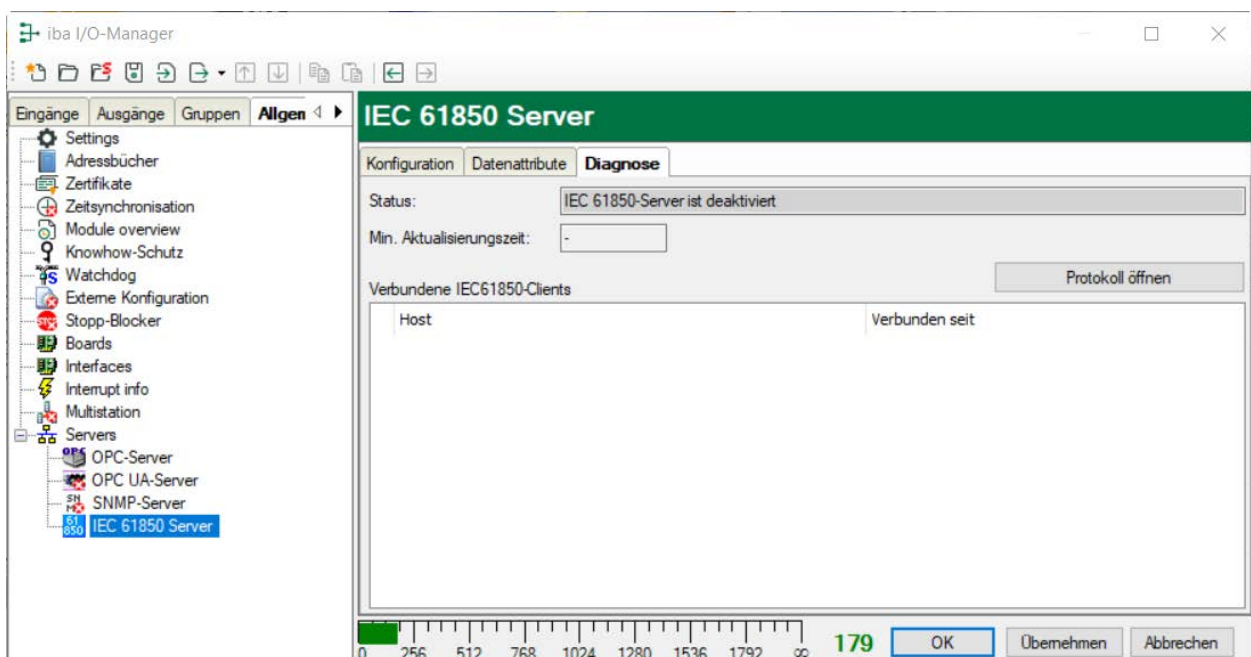 iba I/O-Manager
Eingänge Ausgänge Gruppen Allgen
IEC 61850 Server
Settings
Adressbücher
Zertifikate
Zeitsynchronisation
Module overview
Knowhow-Schutz
Watchdog
Externe Konfiguration
Stopp-Blocker
Boards
Interfaces
Interrupt info
Multistation
Servers
OPC-Server
OPC UA-Server
SNMP-Server
IEC 61850 Server
Konfiguration Datenattribute Diagnose
Status: IEC 61850-Server ist deaktiviert
Min. Aktualisierungszeit: -
Protokoll öffnen
Verbundene IEC61850-Clients
Host Verbunden seit
0 256 512 768 1024 1280 1536 1792 ∞
179 OK Übernehmen Abbrechen